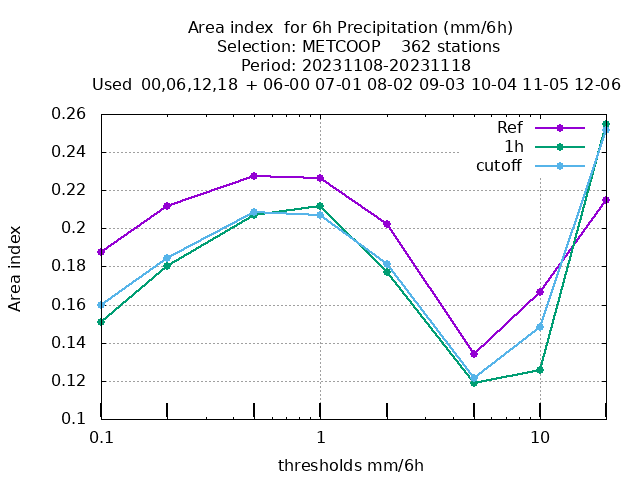 Area index  for 6h Precipitation (mm/6h)
Selection: METCOOP    362 stations
Period: 20231108-20231118
Used  00,06,12,18  + 06-00 07-01 08-02 09-03 10-04 11-05 12-06
0.26
0.24
0.22
0.2
0.18
0.16
0.14
0.12
0.1
Area index
Ref
1h
cutoff
0.1
1
10
thresholds mm/6h